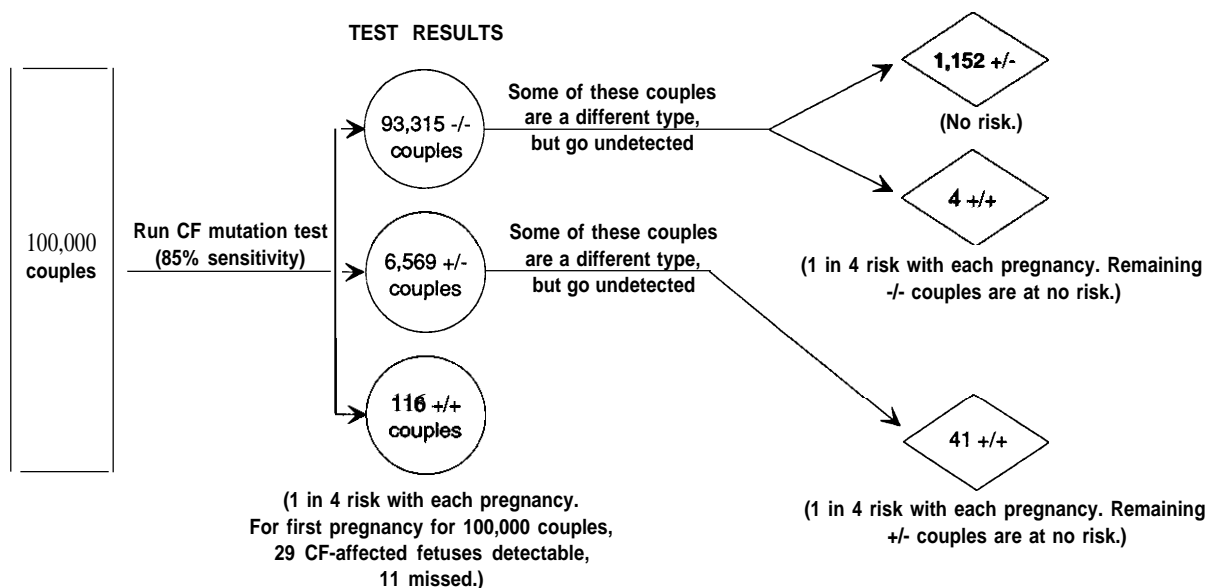 TEST RESULTS
100,000
couples
Run CF mutation test
(85% sensitivity)
93,315 -/-
couples
Some of these couples
are a different type,
but go undetected
1,152 +/-
(No risk.)
4 +/+
(1 in 4 risk with each pregnancy. Remaining
-/- couples are at no risk.)
6,569 +/-
couples
Some of these couples
are a different type,
but go undetected
41 +/+
(1 in 4 risk with each pregnancy. Remaining
+/- couples are at no risk.)
116 +/+
couples
(1 in 4 risk with each pregnancy.
For first pregnancy for 100,000 couples,
29 CF-affected fetuses detectable,
11 missed.)